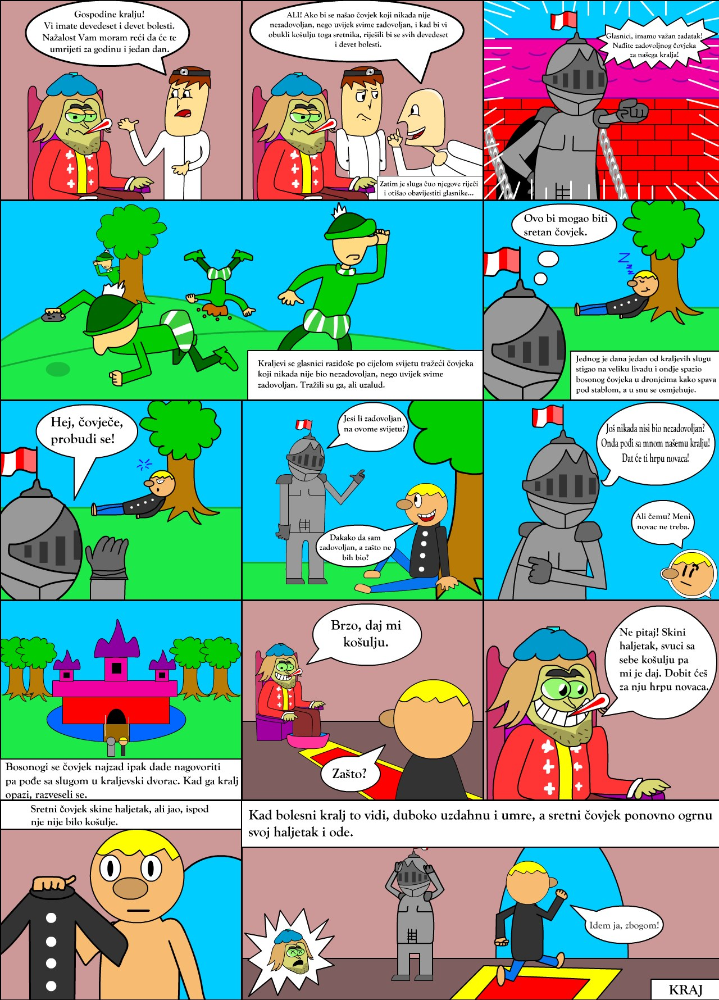 Gospodine kralju!
Vi imate devedeset i devet bolesti.
Nažalost Vam moram reći da će te
umrijeti za godinu i jedan dan.
ALI! Ako bi se našao čovjek koji nikada nije
nezadovoljan, nego uvijek svime zadovoljan, i kad bi vi
obukli košulju toga sretnika, riješili bi se svih devedeset
i devet bolesti.
Zatim je sluga čuo njegove riječi
i otišao obavijestiti glasnike...
Glasnici, imamo važan zadatak!
Nađite zadovoljnog čovjeka
za našega kralja!
Kraljevi se glasnici raziđoše po cijelom svijetu tražeći čovjeka
koji nikada nije bio nezadovoljan, nego uvijek svime
zadovoljan. Tražili su ga, ali uzalud.
Ovo bi mogao biti
sretan čovjek.
Zzzz
Jednog je dana jedan od kraljevih slugu
stigao na veliku livadu i ondje spazio
bosonog čovjeka u dronjcima kako spava
pod stablom, a u snu se osmjehuje.
Hej, čovječe,
probudi se!
Jesi li zadovoljan
na ovome svijetu?
Dakako da sam
zadovoljan, a zašto ne
bih bio?
Još nikada nisi bio nezadovoljan?
Onda pođi sa mnom našemu kralju!
Dat će ti hrpu novaca!
Ali čemu? Meni
novac ne treba.
Bosonogi se čovjek najzad ipak dade nagovoriti
pa pođe sa slugom u kraljevski dvorac. Kad ga kralj
opazi, razveseli se.
Brzo, daj mi
košulju.
Zašto?
Ne pitaj! Skini
haljetak, svuci sa
sebe košulju pa
mi je daj. Dobit ćeš
za nju hrpu novaca.
Sretni čovjek skine haljetak, ali jao, ispod
nje nije bilo košulje.
Kad bolesni kralj to vidi, duboko uzdahnu i umre, a sretni čovjek ponovno ogrnu
svoj haljetak i ode.
Idem ja, zbogom!
KRAJ